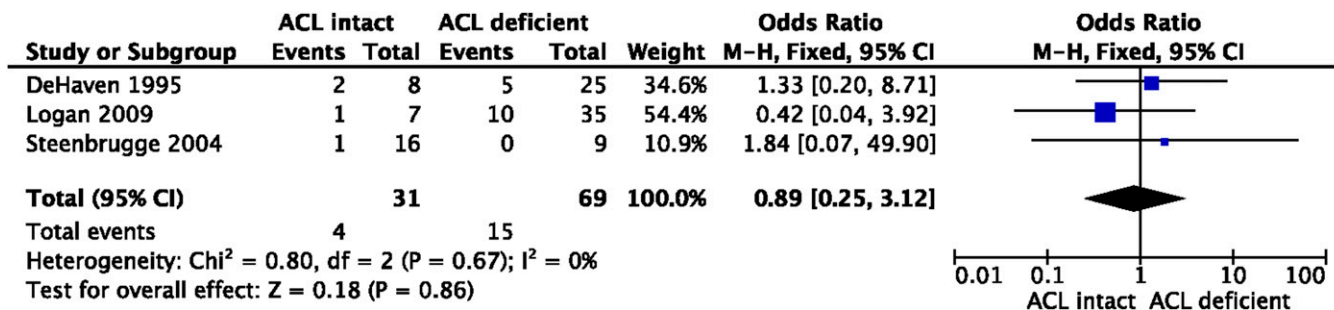 ACL intact ACL deficient Odds Ratio Odds Ratio
Study or Subgroup Events Total Events Total Weight M-H, Fixed, 95% CI M-H, Fixed, 95% CI
DeHaven 1995 2 8 5 25 34.6% 1.33 [0.20, 8.71]
Logan 2009 1 7 10 35 54.4% 0.42 [0.04, 3.92]
Steenbrugge 2004 1 16 0 9 10.9% 1.84 [0.07, 49.90]
Total (95% CI) 31 69 100.0% 0.89 [0.25, 3.12]
Total events 4 15
Heterogeneity: Chi² = 0.80, df = 2 (P = 0.67); I² = 0%
Test for overall effect: Z = 0.18 (P = 0.86)
0.01 0.1 1 10 100
ACL intact ACL deficient